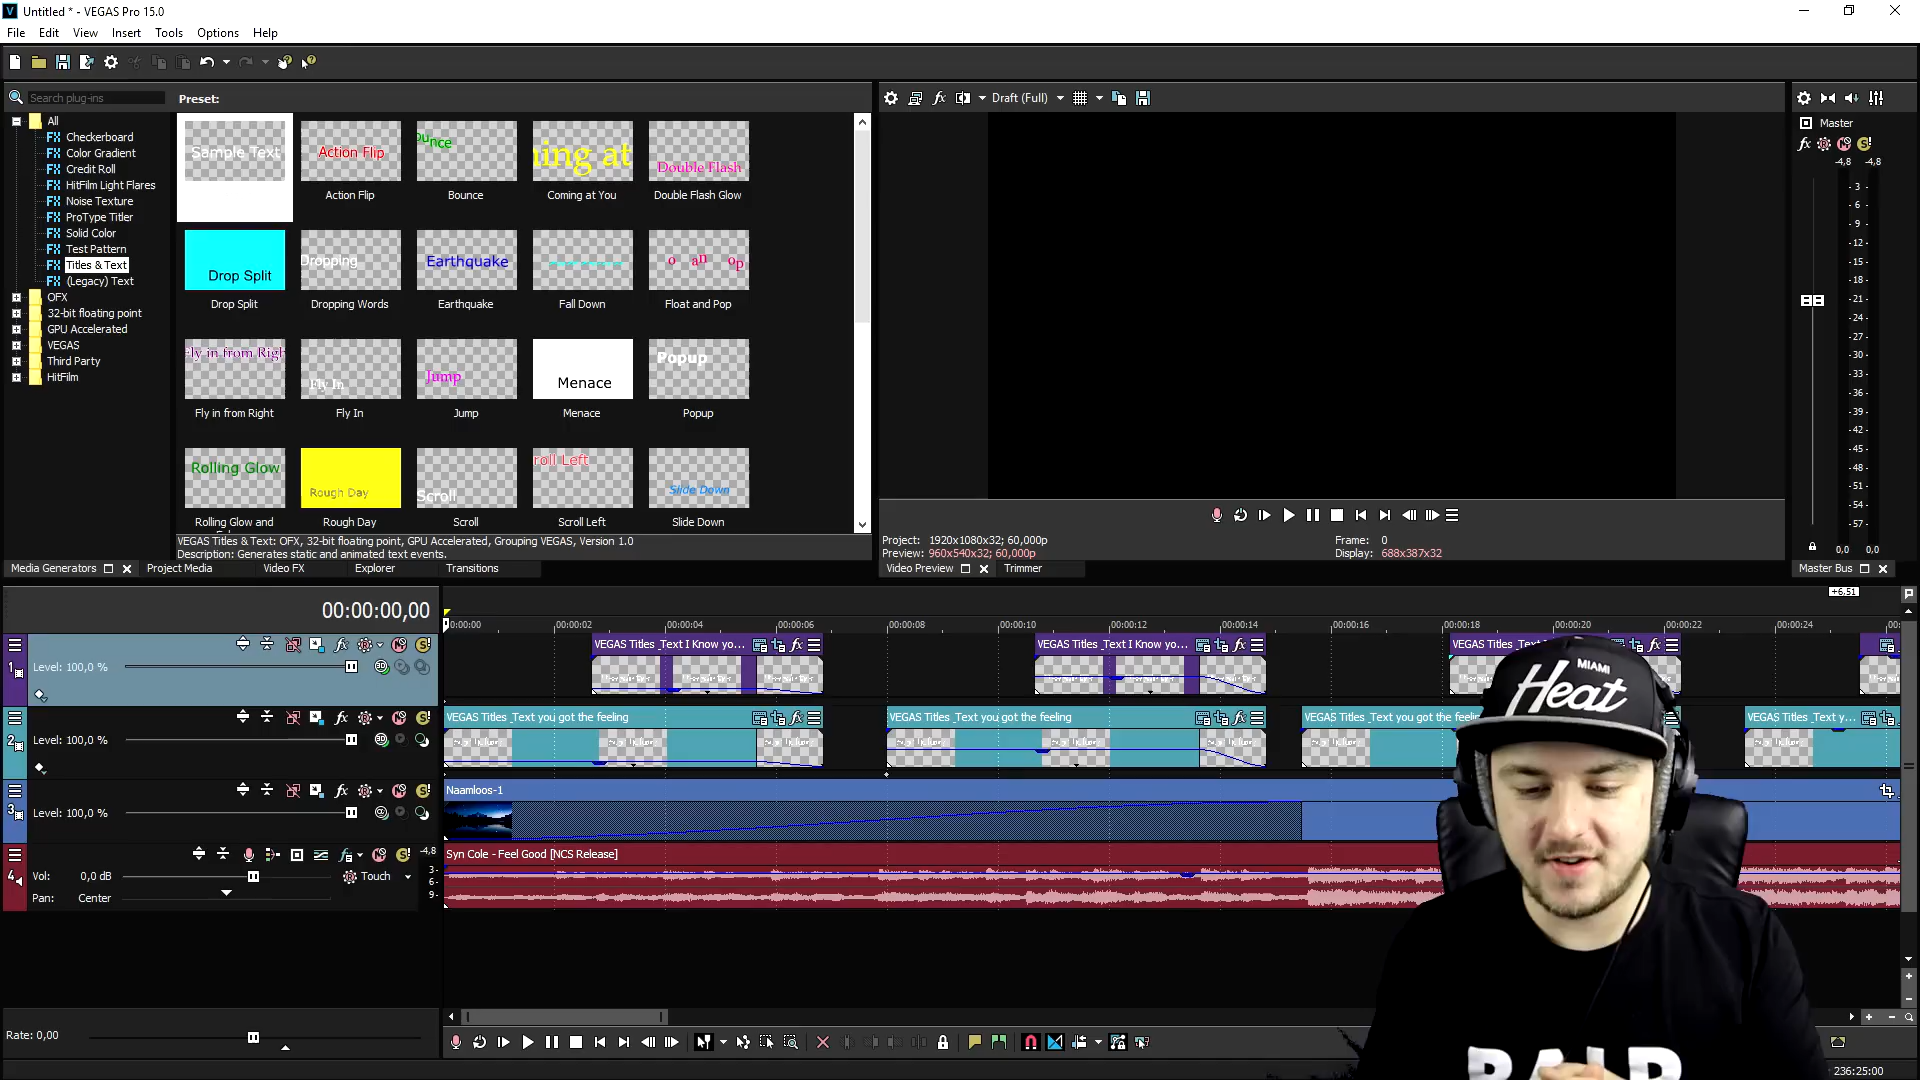 Untitled * - VEGAS Pro 15.0
File Edit View Insert Tools Options Help
Search plug-ins
Preset:
Draft (Full)
All
Checkerboard
Color Gradient
Credit Roll
HitFilm Light Flares
Noise Texture
ProType Titler
Solid Color
Test Pattern
Titles & Text
(Legacy) Text
OFX
32-bit floating point
GPU Accelerated
VEGAS
Third Party
HitFilm
Sample Text
Action Flip
ounce
ning at
Double Flash
Action Flip
Bounce
Coming at You
Double Flash Glow
Drop Split
Dropping
Earthquake
o an op
Drop Split
Dropping Words
Earthquake
Fall Down
Float and Pop
Fly in from Righ
Fly In
Jump
Menace
Popup
Fly in from Right
Fly In
Jump
Menace
Popup
Rolling Glow
Rough Day
Scroll
roll Left
Slide Down
Rolling Glow and
Rough Day
Scroll
Scroll Left
Slide Down
VEGAS Titles & Text: OFX, 32-bit floating point, GPU Accelerated, Grouping VEGAS, Version 1.0
Description: Generates static and animated text events.
Media Generators
Project Media
Video FX
Explorer
Transitions
Project: 1920x1080x32; 60,000p
Preview: 960x540x32; 60,000p
Frame: 0
Display: 688x387x32
Video Preview
Trimmer
Master
-4,8 -4,8
- 3 -
- 6 -
- 9 -
-12-
-15-
-18-
-21-
-24-
-27-
-30-
-33-
-36-
-39-
-42-
-45-
-48-
-51-
-54-
-57-
0,0 0,0
Master Bus
+6,51
00:00:00,00
00:00:00 00:00:02 00:00:04 00:00:06 00:00:08 00:00:10 00:00:12 00:00:14 00:00:16 00:00:18 00:00:20 00:00:22 00:00:24
1
Level: 100,0 %
VEGAS Titles _Text I Know yo...
VEGAS Titles _Text I Know yo...
2
Level: 100,0 %
VEGAS Titles _Text you got the feeling
VEGAS Titles _Text you got the feeling
VEGAS Titles _Text you got the feeling
VEGAS Titles _Text y...
3
Level: 100,0 %
Naamloos-1
4
Vol: 0,0 dB
Touch
Pan: Center
-4,8
3-
6-
9-
Syn Cole - Feel Good [NCS Release]
MIAMI
Heat
BALR
Rate: 0,00
236:25:00